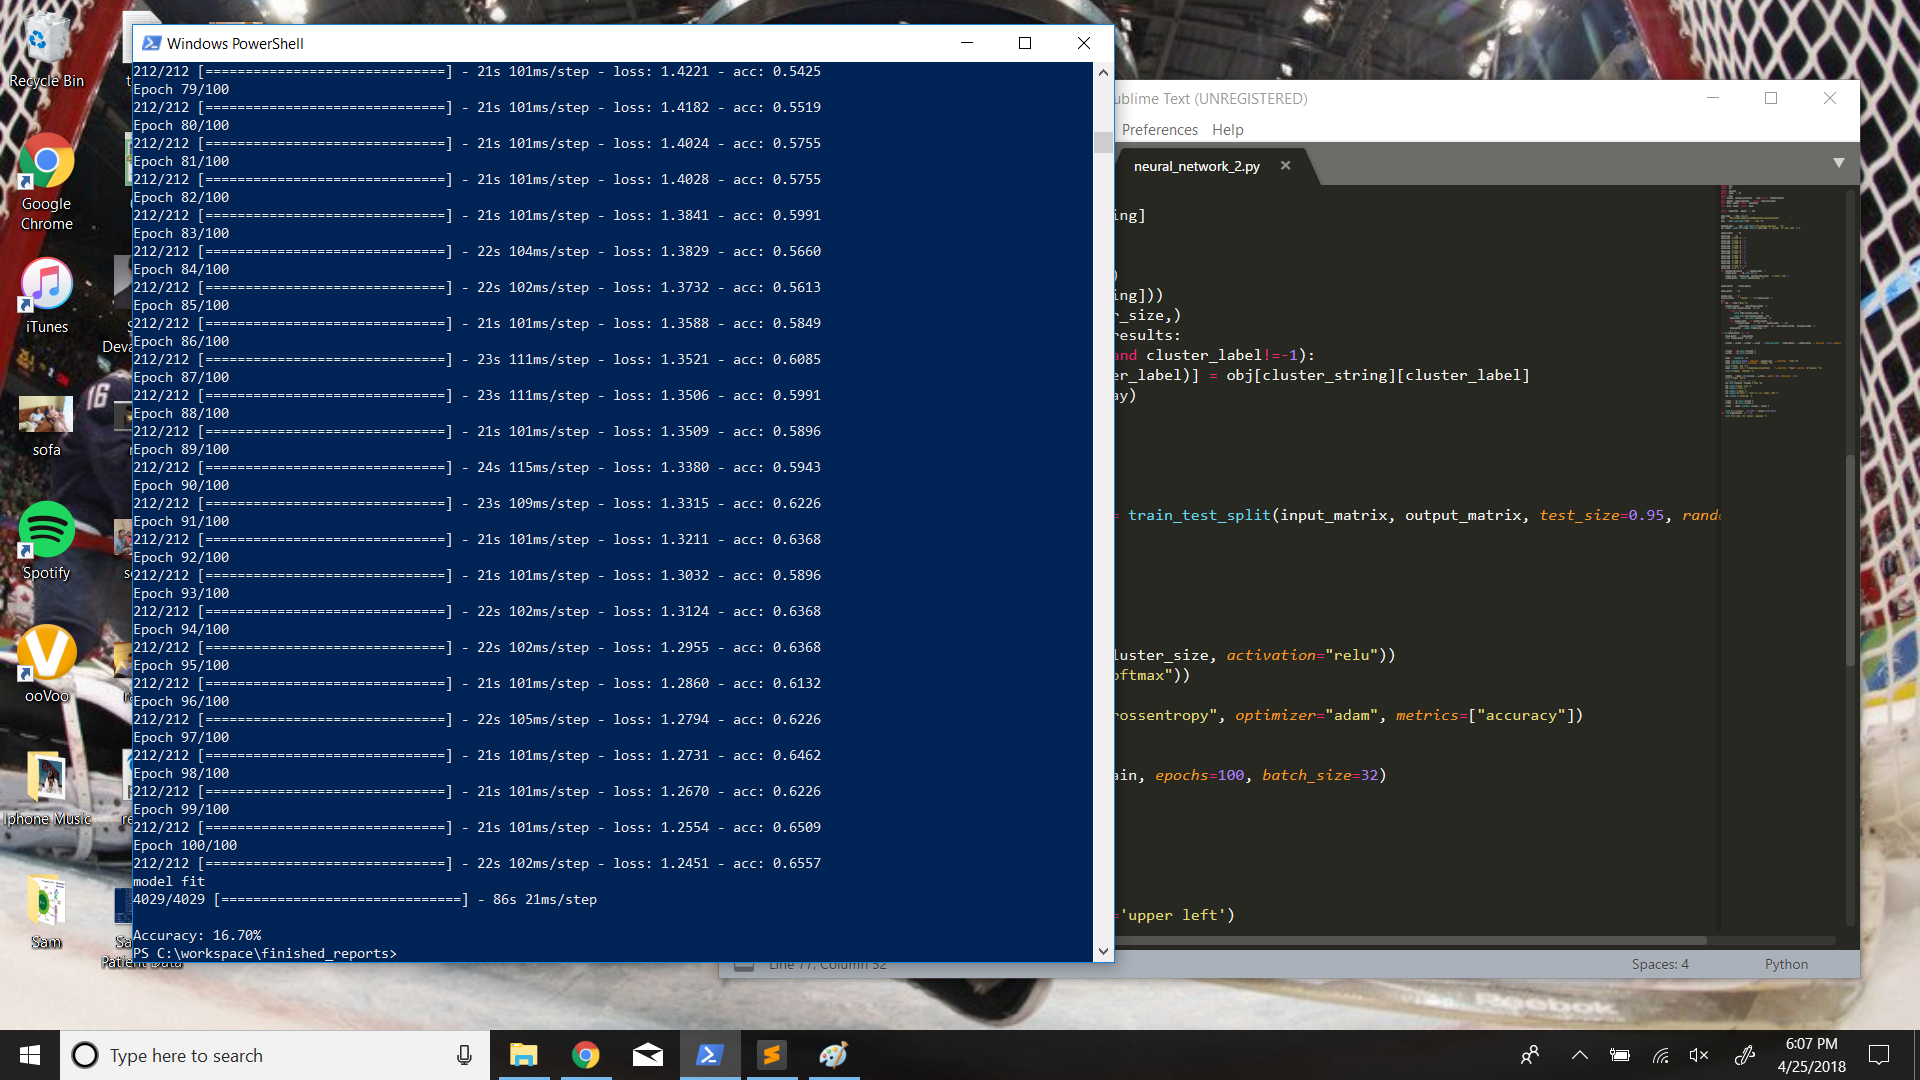 Recycle Bin
Google
Chrome
iTunes
sofa
Spotify
ooVoo
Iphone Music
Sam
16
Windows PowerShell
212/212 [==============================] - 21s 101ms/step - loss: 1.4221 - acc: 0.5425
Epoch 79/100
212/212 [==============================] - 21s 101ms/step - loss: 1.4182 - acc: 0.5519
Epoch 80/100
212/212 [==============================] - 21s 101ms/step - loss: 1.4024 - acc: 0.5755
Epoch 81/100
212/212 [==============================] - 21s 101ms/step - loss: 1.4028 - acc: 0.5755
Epoch 82/100
212/212 [==============================] - 21s 101ms/step - loss: 1.3841 - acc: 0.5991
Epoch 83/100
212/212 [==============================] - 22s 104ms/step - loss: 1.3829 - acc: 0.5660
Epoch 84/100
212/212 [==============================] - 22s 102ms/step - loss: 1.3732 - acc: 0.5613
Epoch 85/100
212/212 [==============================] - 21s 101ms/step - loss: 1.3588 - acc: 0.5849
Epoch 86/100
212/212 [==============================] - 23s 111ms/step - loss: 1.3521 - acc: 0.6085
Epoch 87/100
212/212 [==============================] - 23s 111ms/step - loss: 1.3506 - acc: 0.5991
Epoch 88/100
212/212 [==============================] - 21s 101ms/step - loss: 1.3509 - acc: 0.5896
Epoch 89/100
212/212 [==============================] - 24s 115ms/step - loss: 1.3380 - acc: 0.5943
Epoch 90/100
212/212 [==============================] - 23s 109ms/step - loss: 1.3315 - acc: 0.6226
Epoch 91/100
212/212 [==============================] - 21s 101ms/step - loss: 1.3211 - acc: 0.6368
Epoch 92/100
212/212 [==============================] - 21s 101ms/step - loss: 1.3032 - acc: 0.5896
Epoch 93/100
212/212 [==============================] - 22s 102ms/step - loss: 1.3124 - acc: 0.6368
Epoch 94/100
212/212 [==============================] - 22s 102ms/step - loss: 1.2955 - acc: 0.6368
Epoch 95/100
212/212 [==============================] - 21s 101ms/step - loss: 1.2860 - acc: 0.6132
Epoch 96/100
212/212 [==============================] - 22s 105ms/step - loss: 1.2794 - acc: 0.6226
Epoch 97/100
212/212 [==============================] - 21s 101ms/step - loss: 1.2731 - acc: 0.6462
Epoch 98/100
212/212 [==============================] - 21s 101ms/step - loss: 1.2670 - acc: 0.6226
Epoch 99/100
212/212 [==============================] - 21s 101ms/step - loss: 1.2554 - acc: 0.6509
Epoch 100/100
212/212 [==============================] - 22s 102ms/step - loss: 1.2451 - acc: 0.6557
model fit
4029/4029 [==============================] - 86s 21ms/step
Accuracy: 16.70%
PS C:\workspace\finished_reports>
ublime Text (UNREGISTERED)
Preferences Help
neural_network_2.py
ing]
)
ing]))
r_size,)
results:
and cluster_label!=-1):
er_label)] = obj[cluster_string][cluster_label]
ay)
= train_test_split(input_matrix, output_matrix, test_size=0.95, rand
luster_size, activation="relu"))
oftmax"))
rossentropy", optimizer="adam", metrics=["accuracy"])
ain, epochs=100, batch_size=32)
='upper left')
Line 77, Column 52
Spaces: 4
Python
Reebok
Type here to search
6:07 PM
4/25/2018